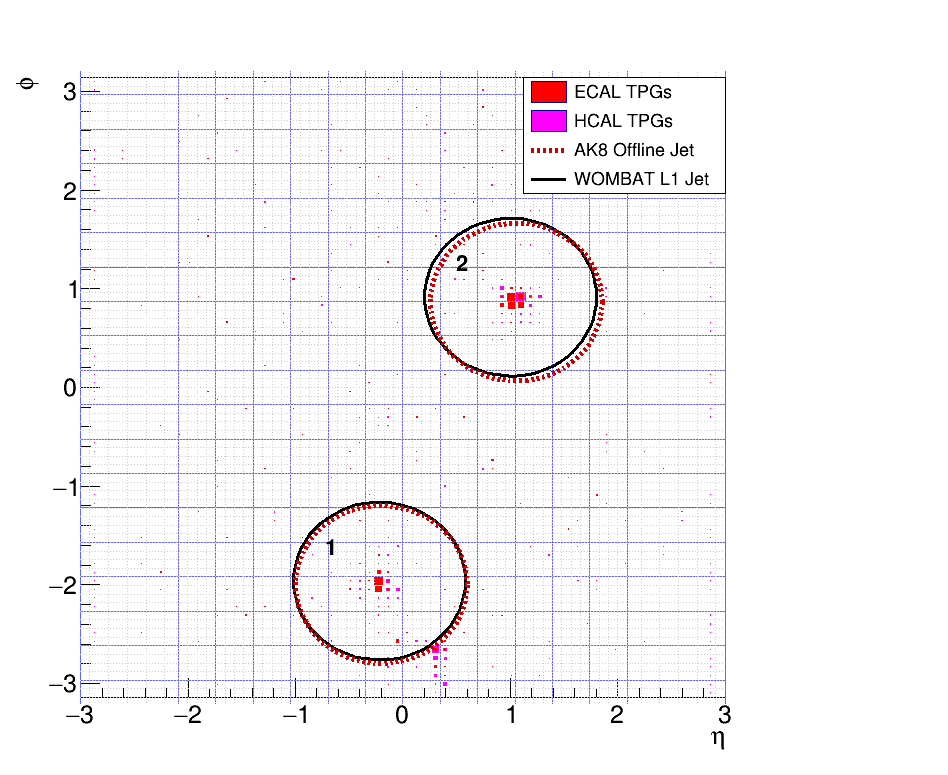 φ
3
2
1
0
−1
−2
−3
ECAL TPGs
HCAL TPGs
AK8 Offline Jet
WOMBAT L1 Jet
2
1
−3 −2 −1 0 1 2 3
η